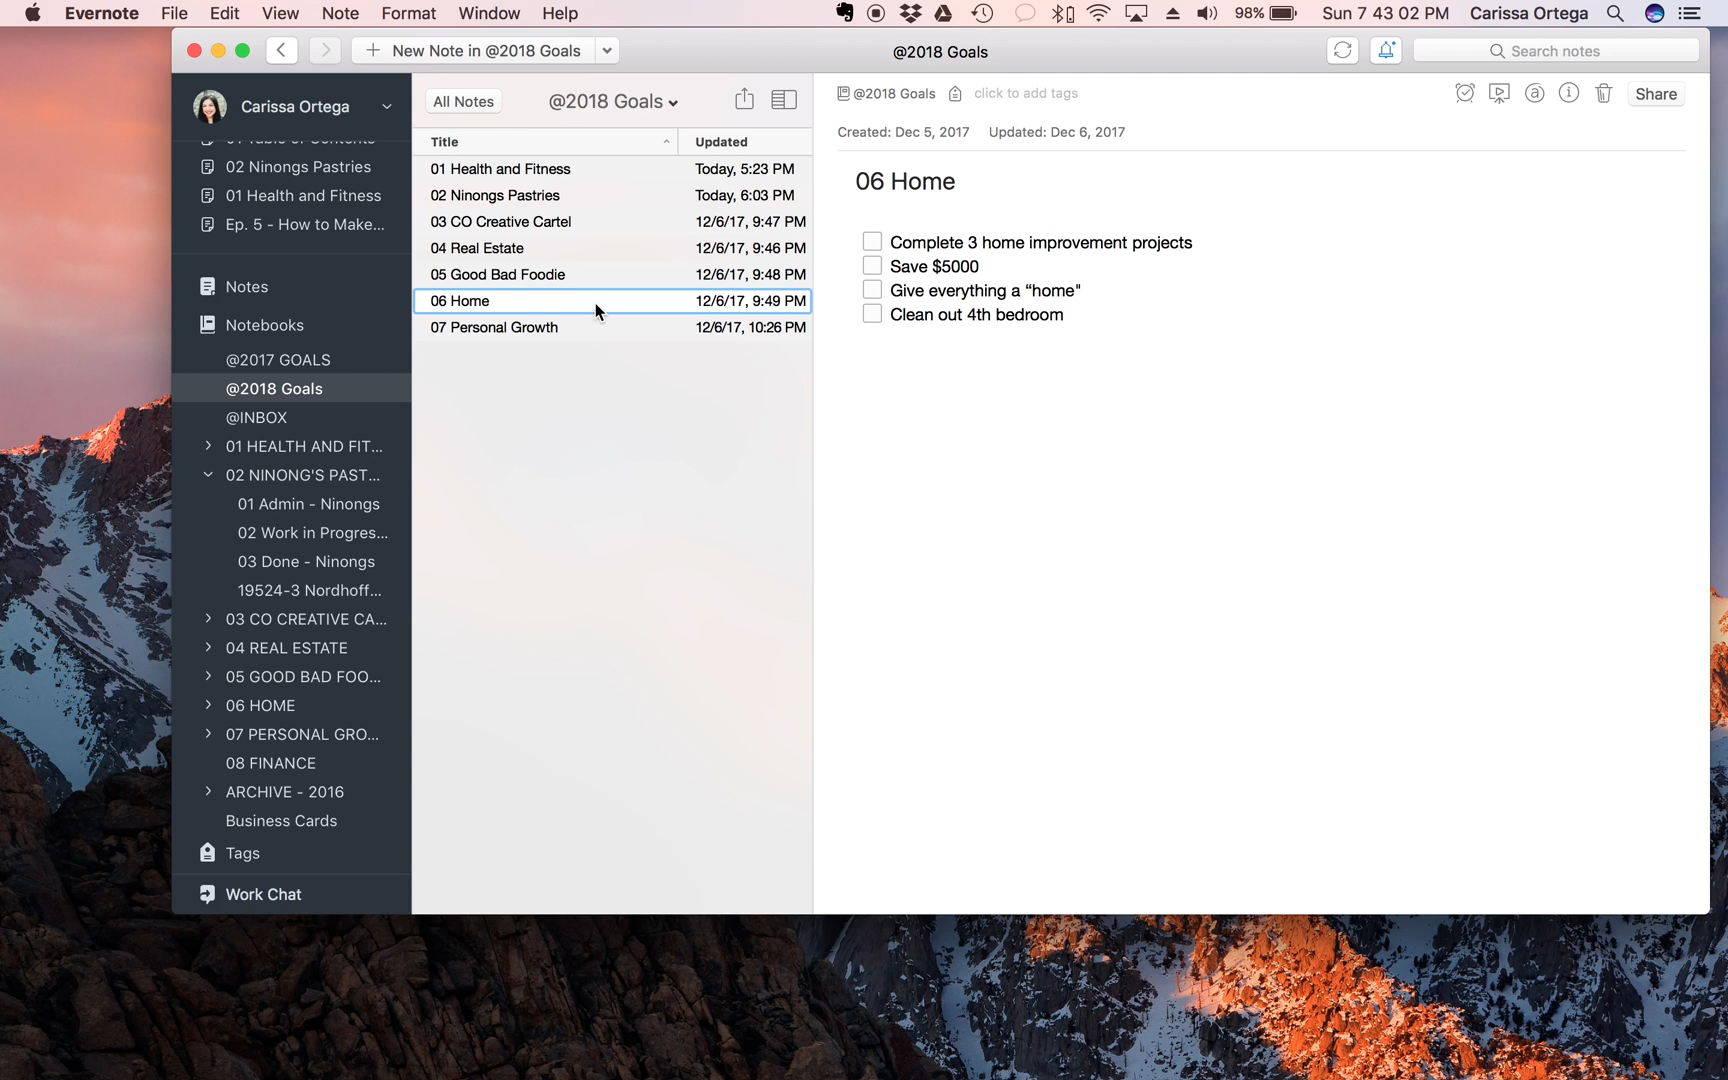 Evernote File Edit View Note Format Window Help 98% Sun 7 43 02 PM Carissa Ortega
New Note in @2018 Goals
@2018 Goals
Search notes
Carissa Ortega
01 Table of Contents
02 Ninongs Pastries
01 Health and Fitness
Ep. 5 - How to Make...
Notes
Notebooks
@2017 GOALS
@2018 Goals
@INBOX
01 HEALTH AND FIT...
02 NINONG'S PAST...
01 Admin - Ninongs
02 Work in Progres...
03 Done - Ninongs
19524-3 Nordhoff...
03 CO CREATIVE CA...
04 REAL ESTATE
05 GOOD BAD FOO...
06 HOME
07 PERSONAL GRO...
08 FINANCE
ARCHIVE - 2016
Business Cards
Tags
Work Chat
All Notes @2018 Goals
Title Updated
01 Health and Fitness Today, 5:23 PM
02 Ninongs Pastries Today, 6:03 PM
03 CO Creative Cartel 12/6/17, 9:47 PM
04 Real Estate 12/6/17, 9:46 PM
05 Good Bad Foodie 12/6/17, 9:48 PM
06 Home 12/6/17, 9:49 PM
07 Personal Growth 12/6/17, 10:26 PM
@2018 Goals click to add tags Share
Created: Dec 5, 2017 Updated: Dec 6, 2017
06 Home
Complete 3 home improvement projects
Save $5000
Give everything a “home"
Clean out 4th bedroom